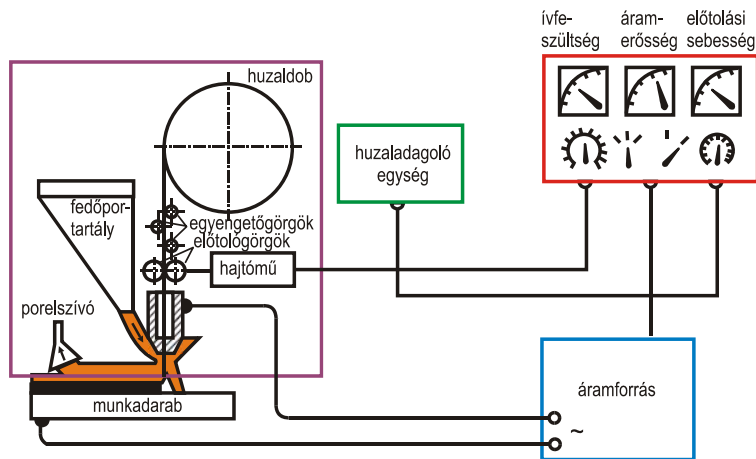 ívfe-
szültség
áram-
erősség
előtolási
sebesség
huzaldob
huzaladagoló
egység
fedőpor-
tartály
egyengetőgörgök
előtológörgök
hajtómű
porelszívó
munkadarab
áramforrás
~